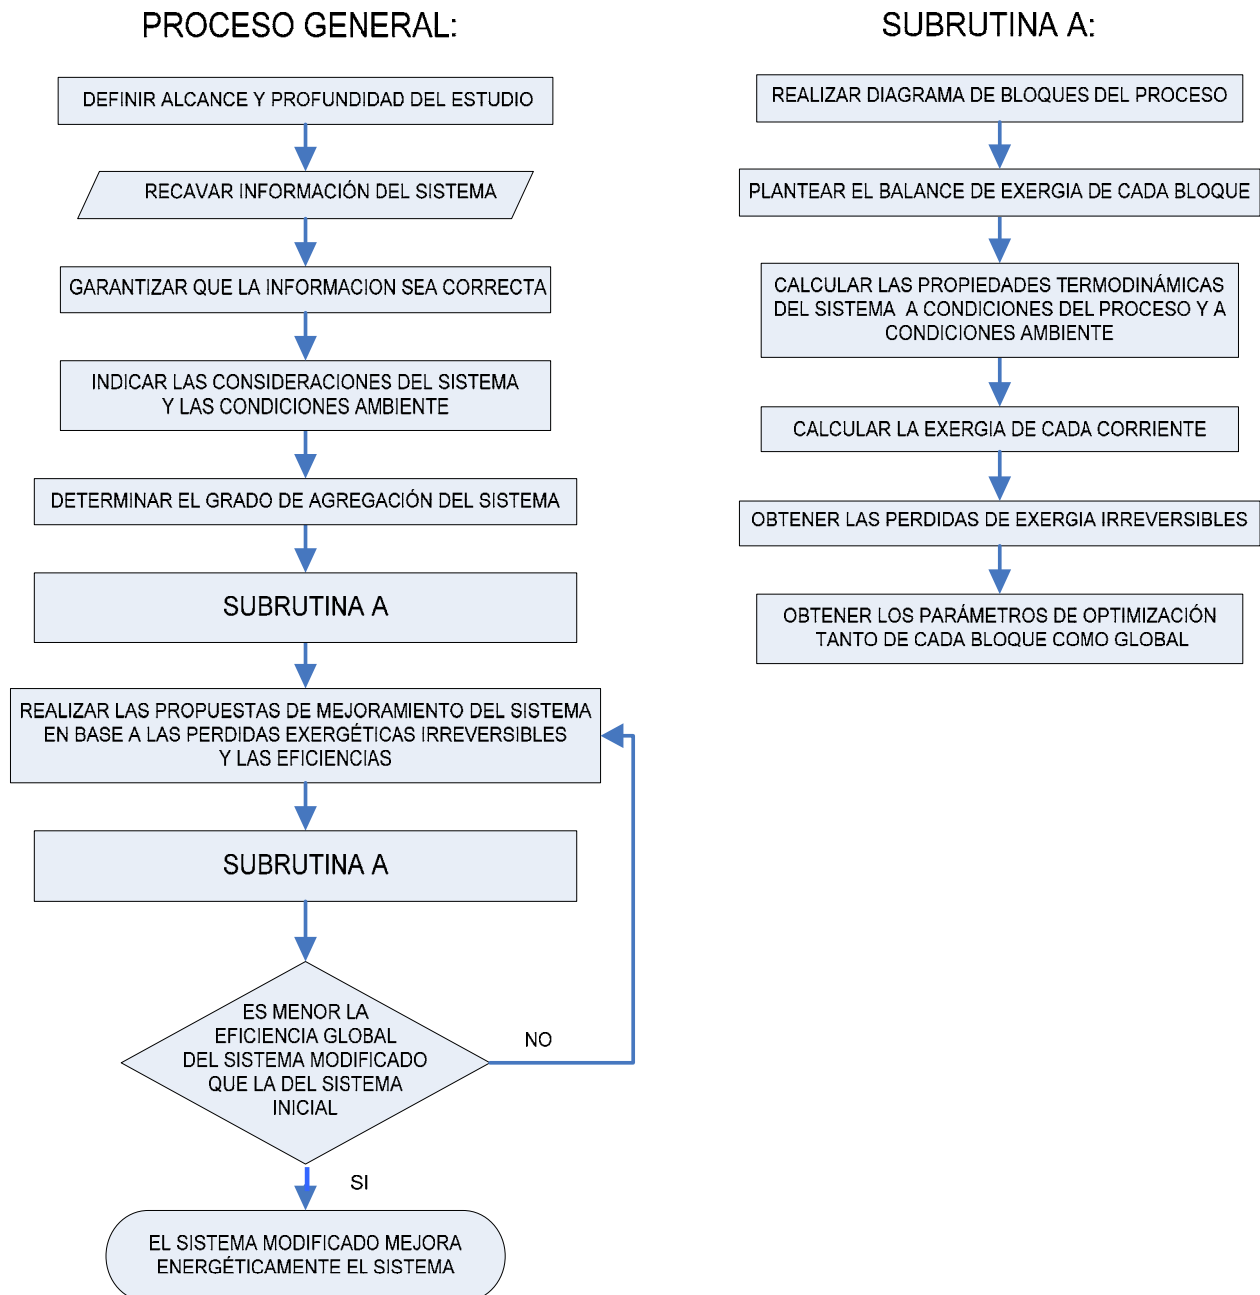 PROCESO GENERAL:
DEFINIR ALCANCE Y PROFUNDIDAD DEL ESTUDIO
RECAVAR INFORMACIÓN DEL SISTEMA
GARANTIZAR QUE LA INFORMACION SEA CORRECTA
INDICAR LAS CONSIDERACIONES DEL SISTEMA
Y LAS CONDICIONES AMBIENTE
DETERMINAR EL GRADO DE AGREGACIÓN DEL SISTEMA
SUBRUTINA A
REALIZAR LAS PROPUESTAS DE MEJORAMIENTO DEL SISTEMA
EN BASE A LAS PERDIDAS EXERGÉTICAS IRREVERSIBLES
Y LAS EFICIENCIAS
SUBRUTINA A
ES MENOR LA
EFICIENCIA GLOBAL
DEL SISTEMA MODIFICADO
QUE LA DEL SISTEMA
INICIAL
NO
SI
EL SISTEMA MODIFICADO MEJORA
ENERGÉTICAMENTE EL SISTEMA
SUBRUTINA A:
REALIZAR DIAGRAMA DE BLOQUES DEL PROCESO
PLANTEAR EL BALANCE DE EXERGIA DE CADA BLOQUE
CALCULAR LAS PROPIEDADES TERMODINÁMICAS
DEL SISTEMA A CONDICIONES DEL PROCESO Y A
CONDICIONES AMBIENTE
CALCULAR LA EXERGIA DE CADA CORRIENTE
OBTENER LAS PERDIDAS DE EXERGIA IRREVERSIBLES
OBTENER LOS PARÁMETROS DE OPTIMIZACIÓN
TANTO DE CADA BLOQUE COMO GLOBAL